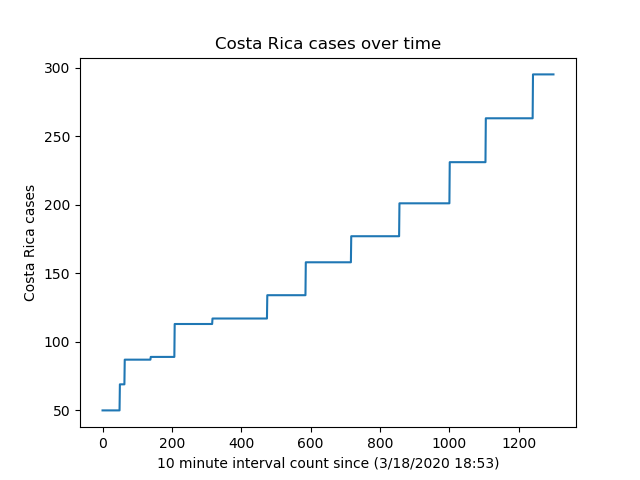 Costa Rica cases over time
300
250
200
150
100
50
Costa Rica cases
0 200 400 600 800 1000 1200
10 minute interval count since (3/18/2020 18:53)